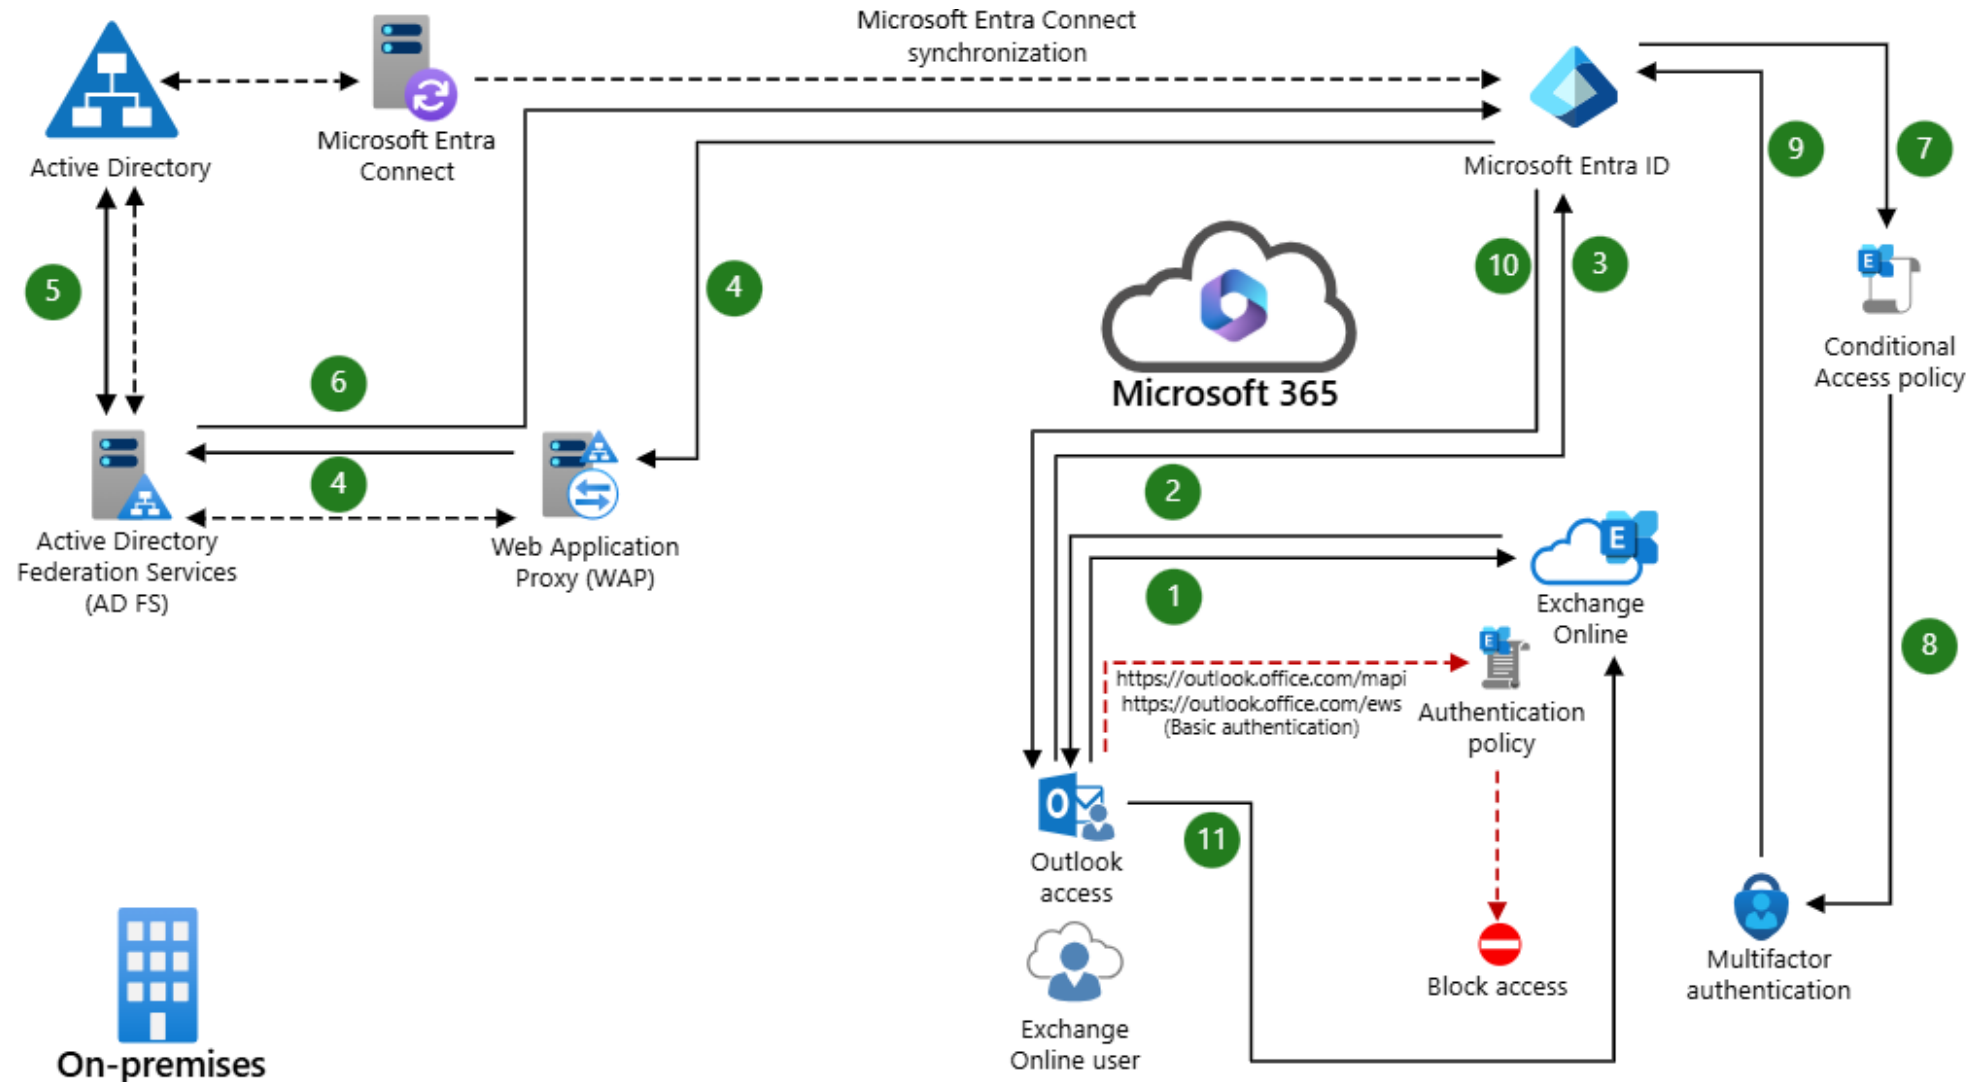 Microsoft Entra Connect
synchronization
Active Directory
Microsoft Entra
Connect
Microsoft Entra ID
9
7
10
3
5
4
Conditional
Access policy
Microsoft 365
6
4
2
Active Directory
Federation Services
(AD FS)
Web Application
Proxy (WAP)
E
1
Exchange
Online
E
8
https://outlook.office.com/mapi
https://outlook.office.com/ews
(Basic authentication)
Authentication
policy
E
O
11
Outlook
access
Block access
Multifactor
authentication
Exchange
Online user
On-premises